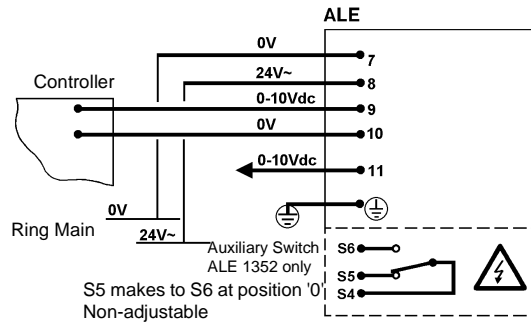 ALE
0V
7
24V~
8
Controller
0-10Vdc
9
0V
10
0-10Vdc
11
0V
Ring Main
24V~
Auxiliary Switch
ALE 1352 only
S6
S5
S4
S5 makes to S6 at position '0'
Non-adjustable